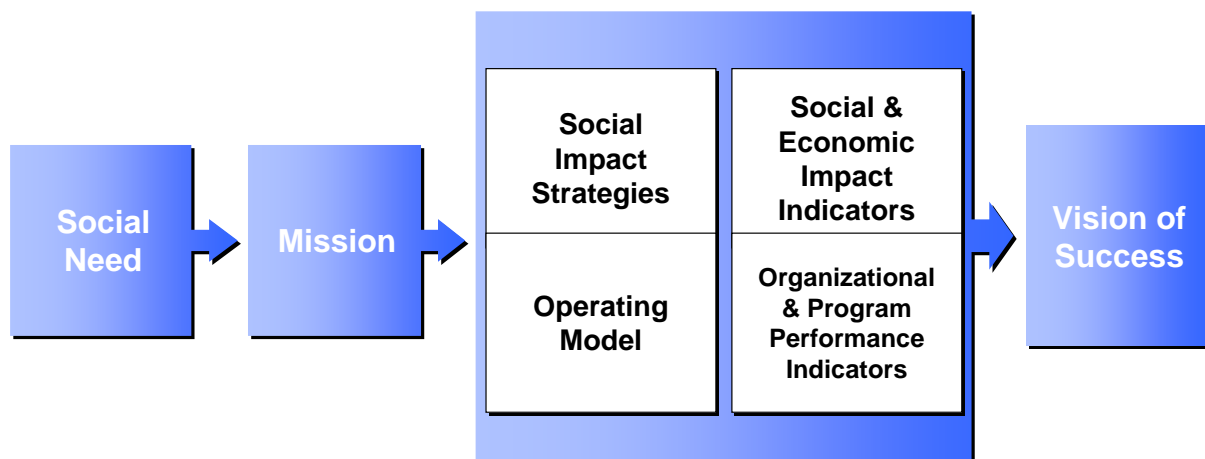 Social
Need
Mission
Social
Impact
Strategies
Operating
Model
Social &
Economic
Impact
Indicators
Organizational
& Program
Performance
Indicators
Vision of
Success